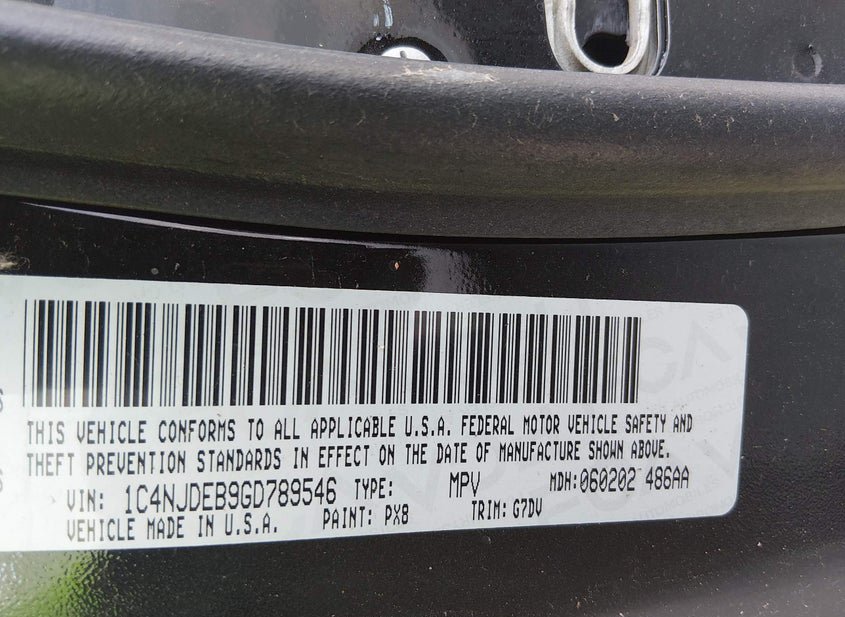 THIS VEHICLE CONFORMS TO ALL APPLICABLE U.S.A. FEDERAL MOTOR VEHICLE SAFETY AND
THEFT PREVENTION STANDARDS IN EFFECT ON THE DATE OF MANUFACTURE SHOWN ABOVE.
VIN: 1C4NJDEB9GD789546 TYPE: MPV MDH:060202 486AA
VEHICLE MADE IN U.S.A. PAINT: PX8 TRIM: G7DV